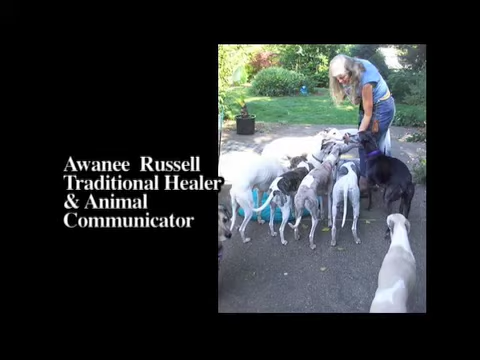 Awanee Russell
Traditional Healer
& Animal
Communicator